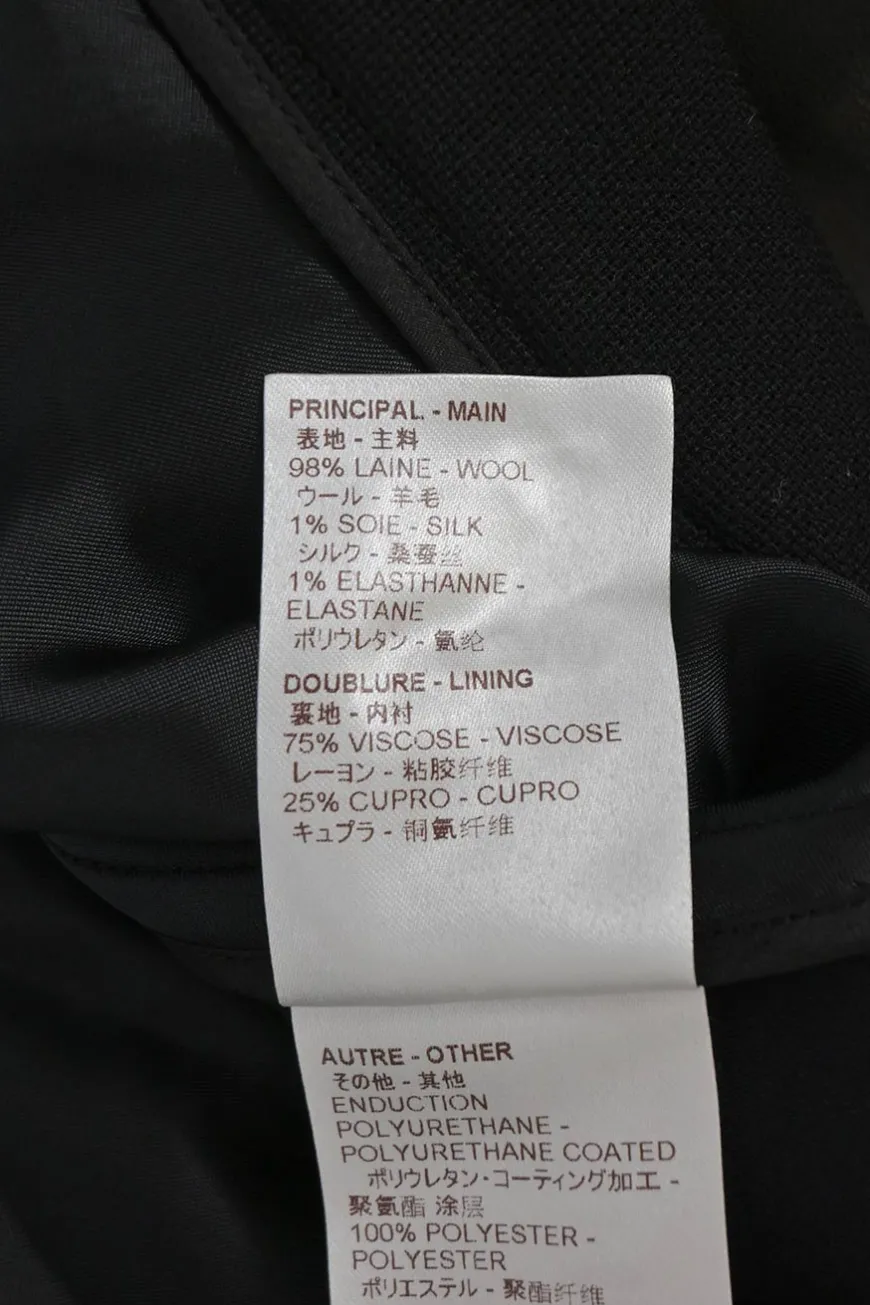 PRINCIPAL - MAIN
表地 - 主料
98% LAINE - WOOL
ウール - 羊毛
1% SOIE - SILK
シルク - 桑蚕丝
1% ELASTHANNE -
ELASTANE
ポリウレタン - 氨纶
DOUBLURE - LINING
裏地 - 内衬
75% VISCOSE - VISCOSE
レーヨン - 粘胶纤维
25% CUPRO - CUPRO
キュプラ - 铜氨纤维
AUTRE - OTHER
その他 - 其他
ENDUCTION
POLYURETHANE -
POLYURETHANE COATED
ポリウレタン・コーティング加工 -
聚氨酯 涂层
100% POLYESTER -
POLYESTER
ポリエステル - 聚酯纤维